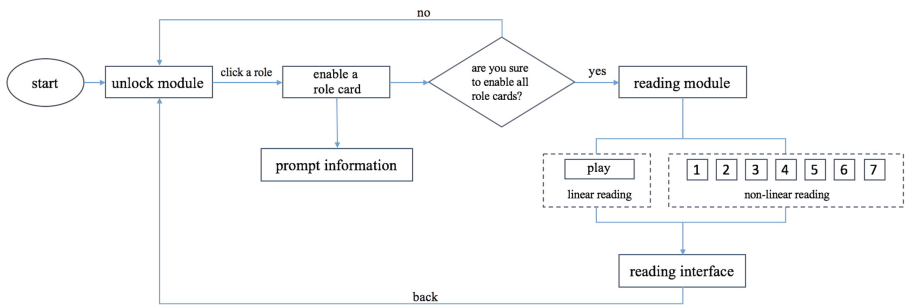 no
start
unlock module
click a role
enable a
role card
are you sure
to enable all
role cards?
yes
reading module
prompt information
play
linear reading
1 2 3 4 5 6 7
non-linear reading
reading interface
back